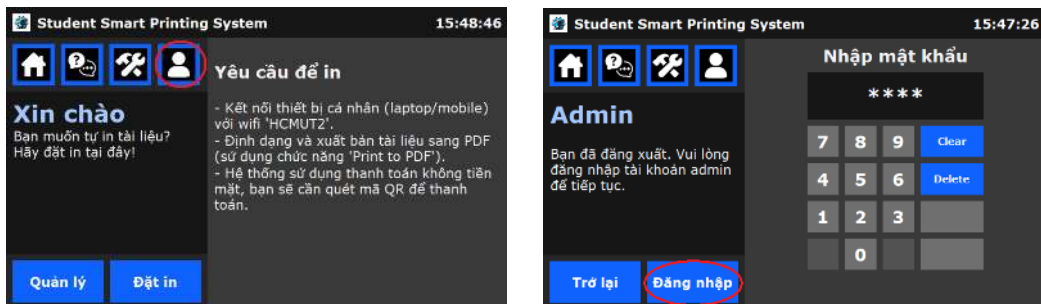 Student Smart Printing System 15:48:46
Yêu cầu để in
Xin chào
Bạn muốn tự in tài liệu?
Hãy đặt in tại đây!
- Kết nối thiết bị cá nhân (laptop/mobile)
với wifi 'HCMUT2'.
- Định dạng và xuất bản tài liệu sang PDF
(sử dụng chức năng 'Print to PDF').
- Hệ thống sử dụng thanh toán không tiền
mặt, bạn sẽ cần quét mã QR để thanh
toán.
Quản lý Đặt in
Student Smart Printing System 15:47:26
Nhập mật khẩu
****
Admin
Bạn đã đăng xuất. Vui lòng
đăng nhập tài khoản admin
để tiếp tục.
7 8 9 Clear
4 5 6 Delete
1 2 3
0
Trở lại Đăng nhập